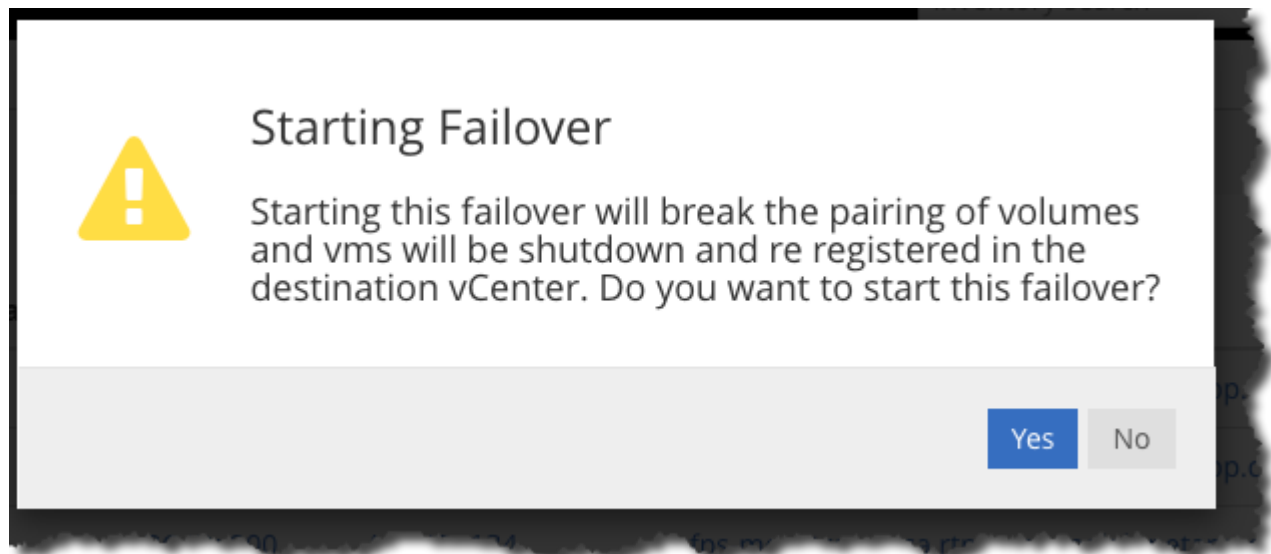 Starting Failover
Starting this failover will break the pairing of volumes
and vms will be shutdown and re registered in the
destination vCenter. Do you want to start this failover?
Yes No